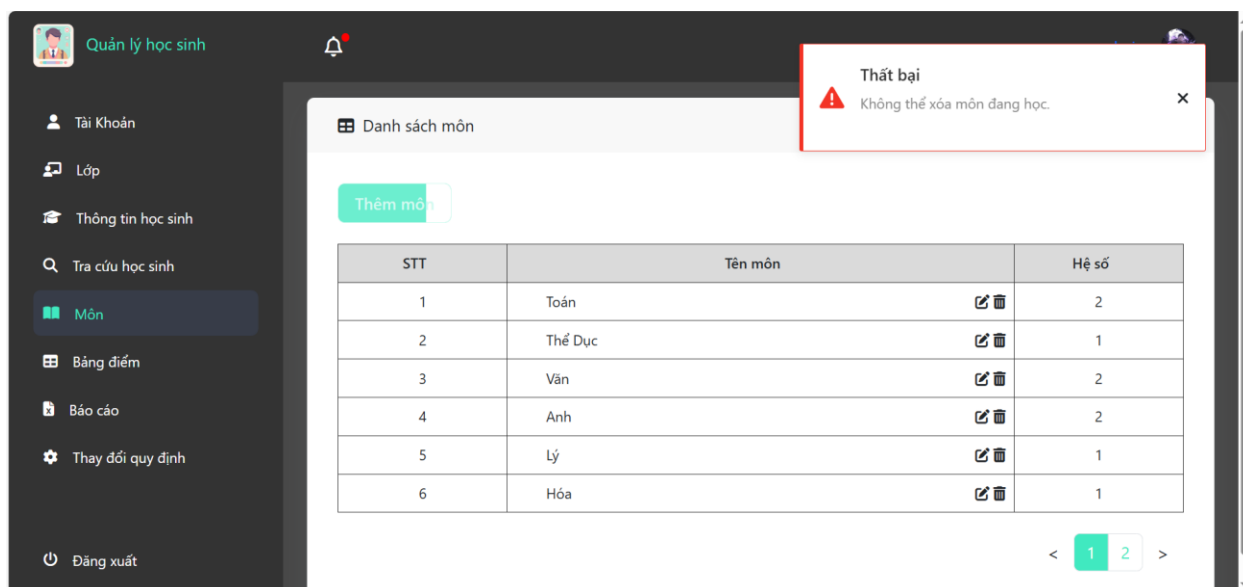 Quản lý học sinh
Thất bại
Không thể xóa môn đang học.
Tài Khoản
Lớp
Thông tin học sinh
Tra cứu học sinh
Môn
Bảng điểm
Báo cáo
Thay đổi quy định
Đăng xuất
Danh sách môn
Thêm môn
STT Tên môn Hệ số
1 Toán 2
2 Thể Dục 1
3 Văn 2
4 Anh 2
5 Lý 1
6 Hóa 1
< 1 2 >